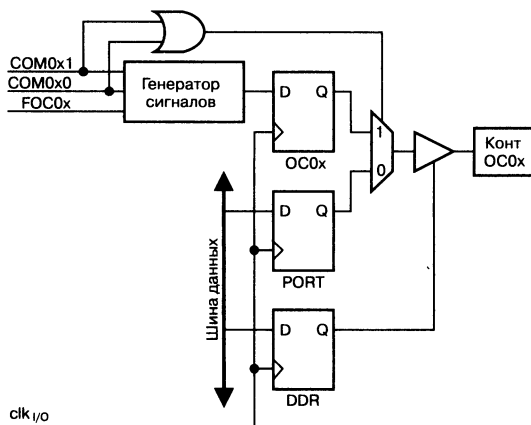 COM0x1
COM0x0
FOC0x
Генератор
сигналов
D Q
OC0x
1
0
Конт
OC0x
D Q
PORT
Шина данных
D Q
DDR
clk I/O